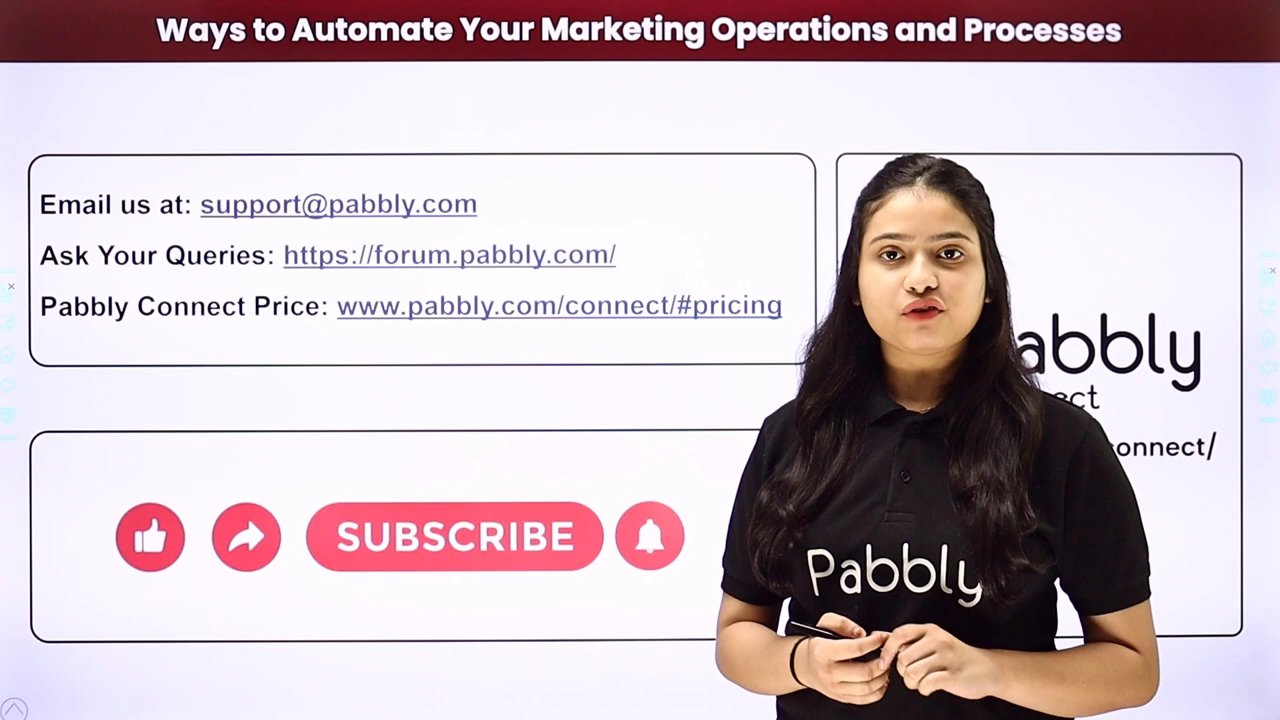 Ways to Automate Your Marketing Operations and Processes
Email us at: support@pabbly.com
Ask Your Queries: https://forum.pabbly.com/
Pabbly Connect Price: www.pabbly.com/connect/#pricing
abbly
ect
onnect/
SUBSCRIBE
Pabbly